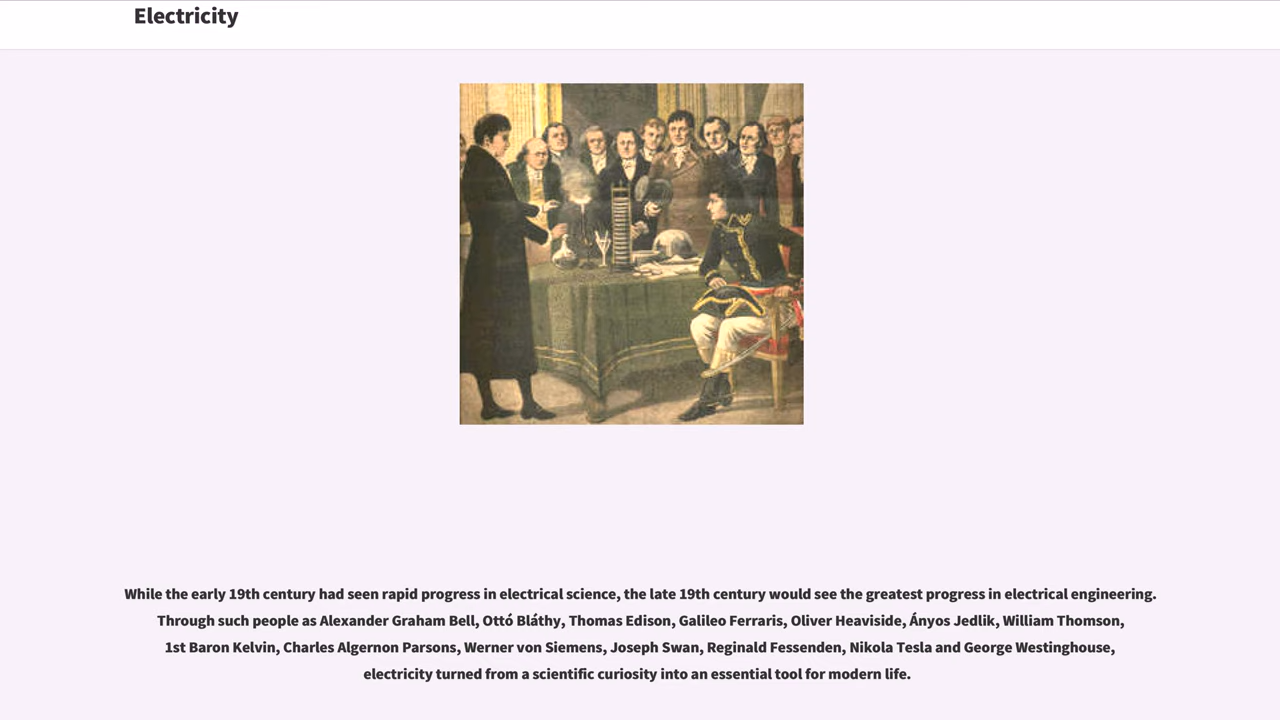 Electricity
While the early 19th century had seen rapid progress in electrical science, the late 19th century would see the greatest progress in electrical engineering.
Through such people as Alexander Graham Bell, Ottó Bláthy, Thomas Edison, Galileo Ferraris, Oliver Heaviside, Ányos Jedlik, William Thomson,
1st Baron Kelvin, Charles Algernon Parsons, Werner von Siemens, Joseph Swan, Reginald Fessenden, Nikola Tesla and George Westinghouse,
electricity turned from a scientific curiosity into an essential tool for modern life.